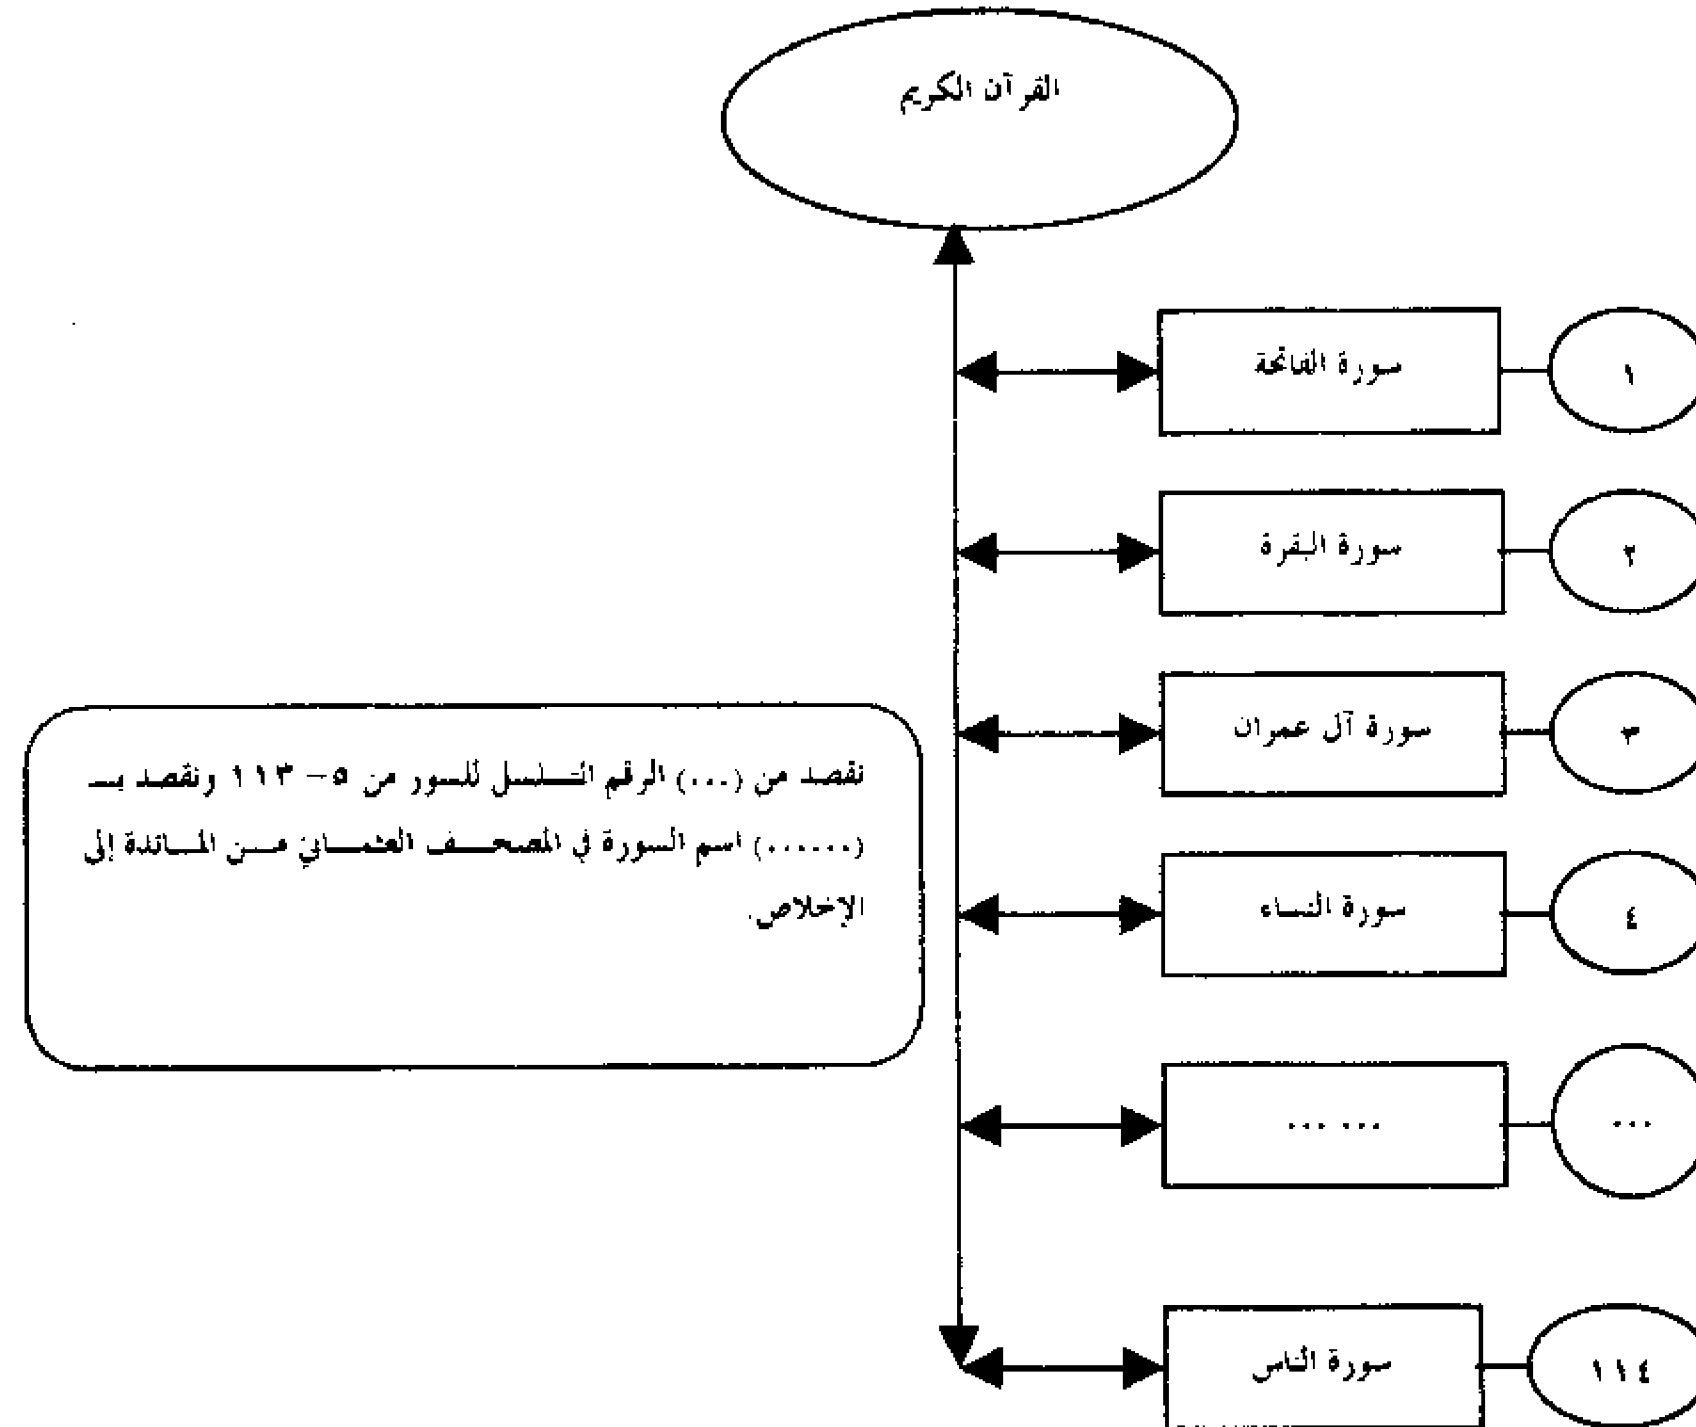 القرآن الكريم
سورة الفاتحة ١
سورة البقرة ٢
سورة آل عمران ٣
سورة النساء ٤
نقصد من (...) الرقم التسلسل للسور من ٥- ١١٣ ونقصد بـ
(......) اسم السورة في المصحف العثماني من المائدة إلى
الإخلاص.
... ... ...
سورة الناس ١١٤